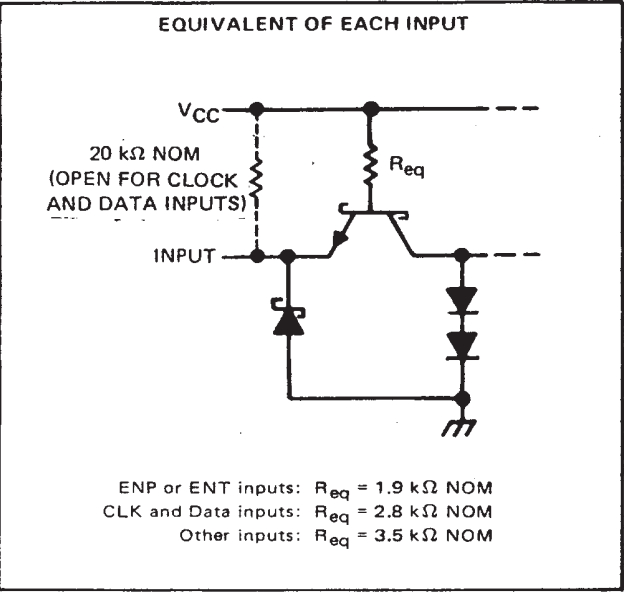 EQUIVALENT OF EACH INPUT
VCC
20 kΩ NOM
(OPEN FOR CLOCK
AND DATA INPUTS)
Req
INPUT
ENP or ENT inputs: Req = 1.9 kΩ NOM
CLK and Data inputs: Req = 2.8 kΩ NOM
Other inputs: Req = 3.5 kΩ NOM